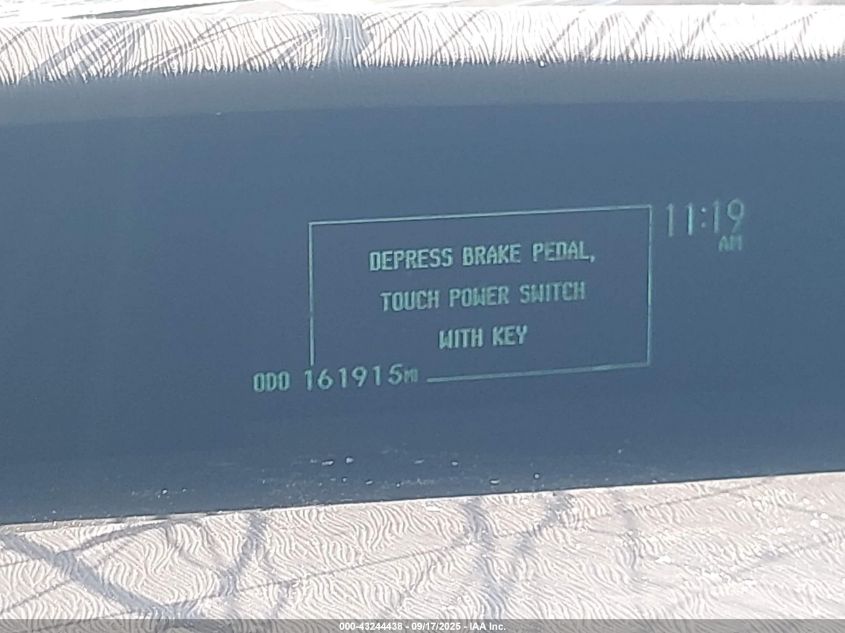 11:19
AM
DEPRESS BRAKE PEDAL,
TOUCH POWER SWITCH
WITH KEY
ODO 161915MI
000-43244438 - 09/17/2025 - IAA Inc.